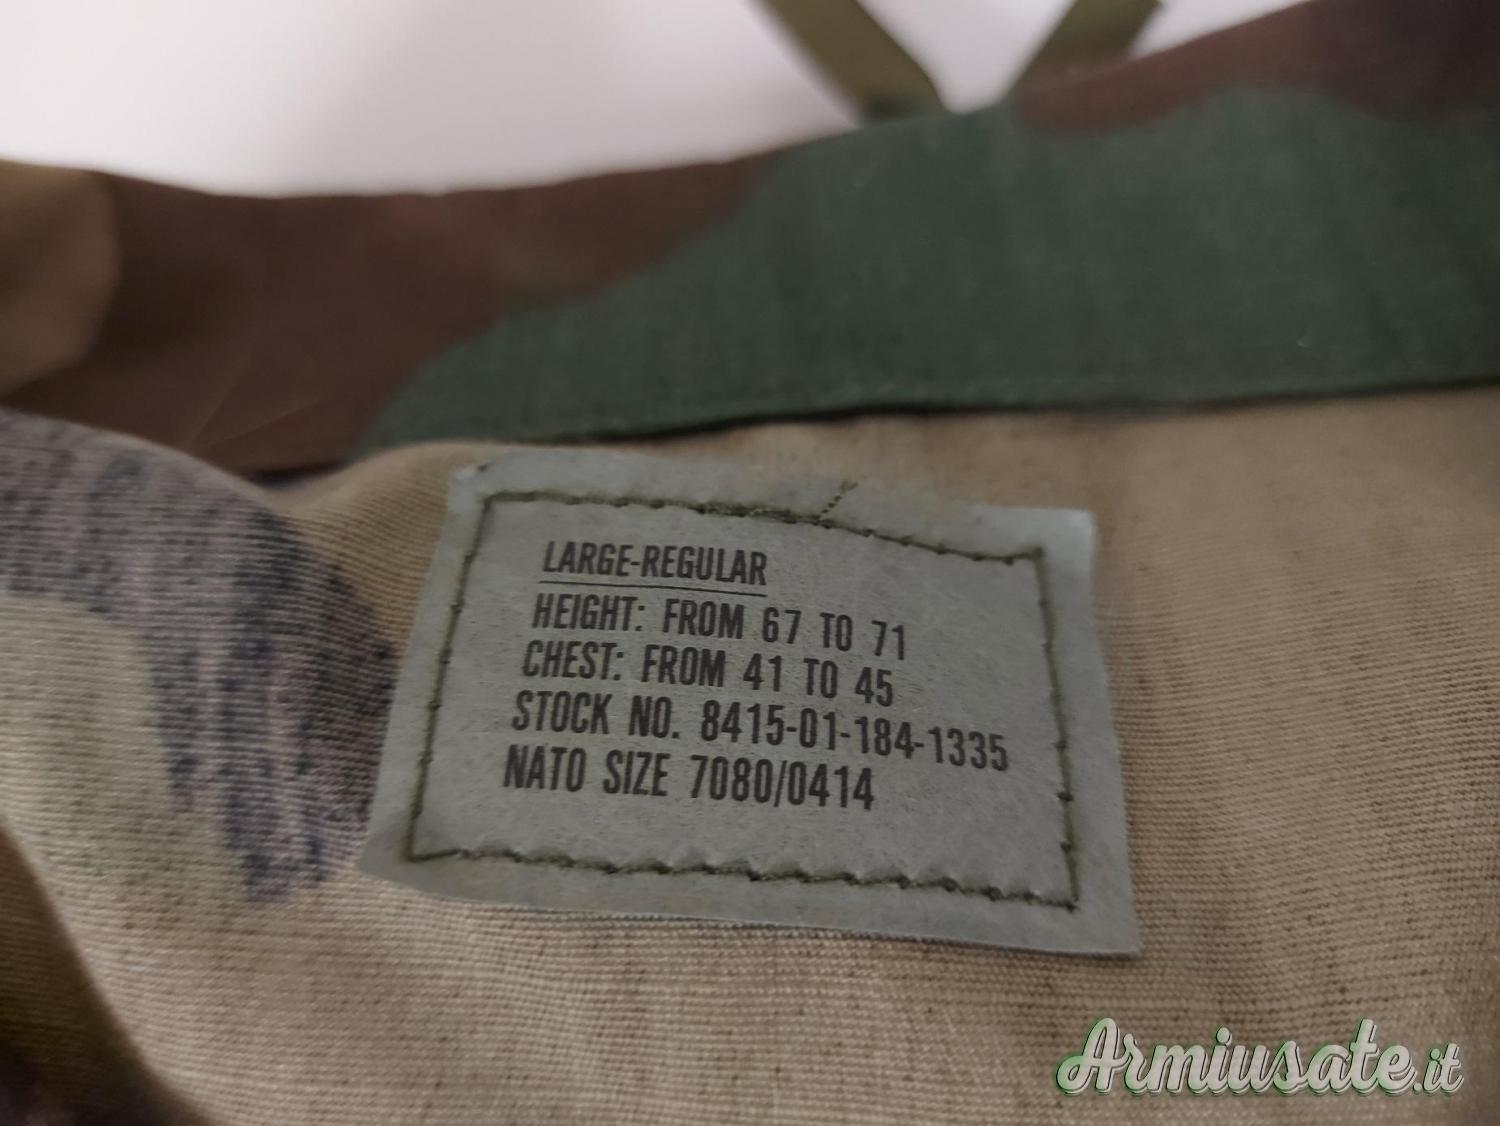 LARGE-REGULAR
HEIGHT: FROM 67 TO 71
CHEST: FROM 41 TO 45
STOCK NO. 8415-01-184-1335
NATO SIZE 7080/0414
Armiusate.it